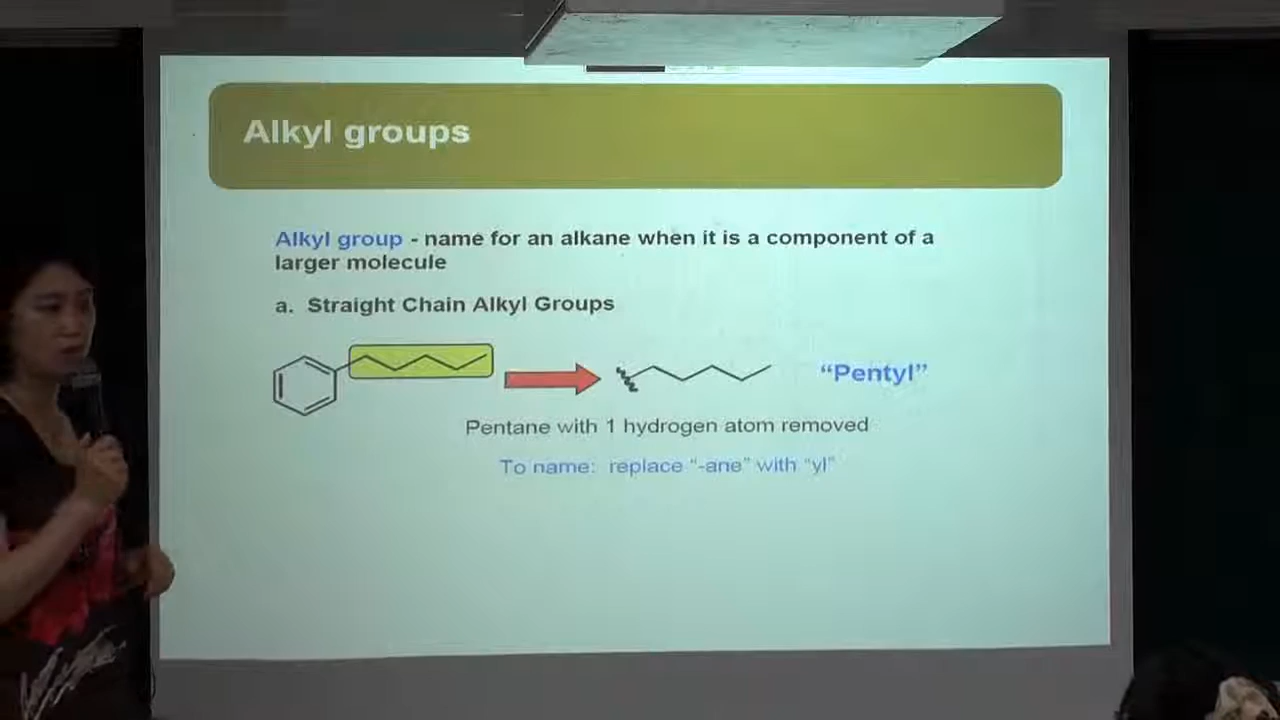 Alkyl groups
Alkyl group - name for an alkane when it is a component of a
larger molecule
a. Straight Chain Alkyl Groups
“Pentyl”
Pentane with 1 hydrogen atom removed
To name: replace “-ane” with “yl”